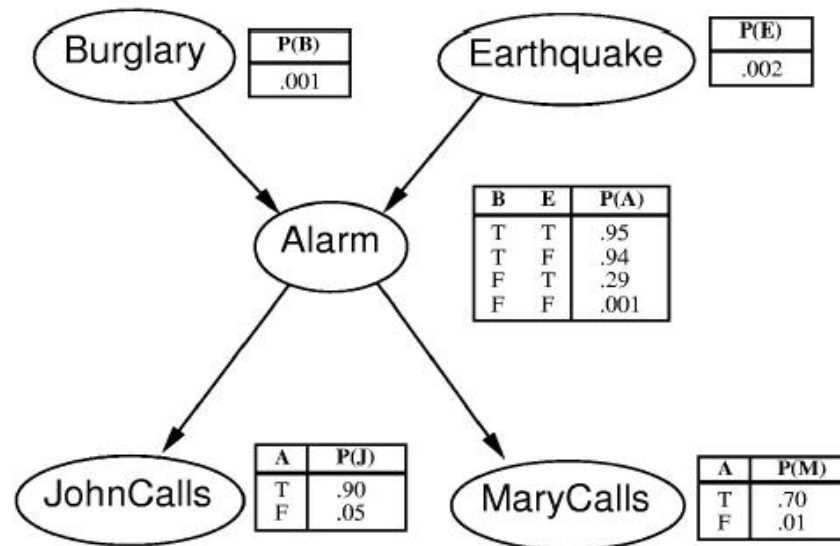 Burglary
P(B)
.001
Earthquake
P(E)
.002
Alarm
B E P(A)
T T .95
T F .94
F T .29
F F .001
JohnCalls
A P(J)
T .90
F .05
MaryCalls
A P(M)
T .70
F .01